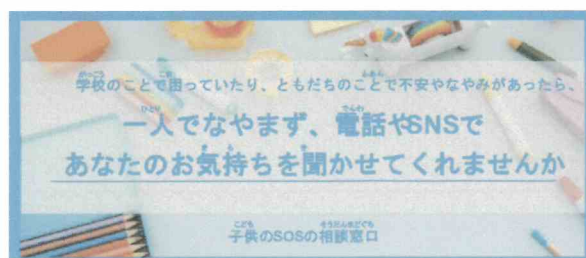 学校のことで困っていたり、ともだちのことで不安やなやみがあったら、
一人でなやまず、電話やSNSで
あなたのお気持ちを聞かせてくれませんか
子供のSOSの相談窓口